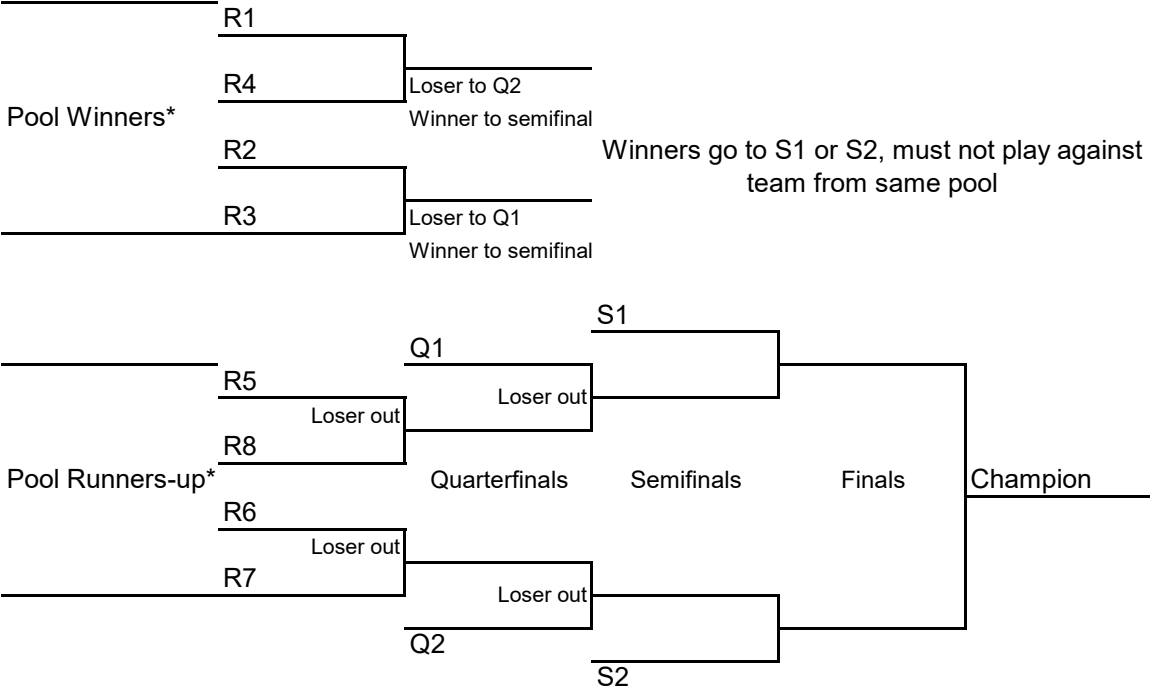 R1
R4
Loser to Q2
Pool Winners*
Winner to semifinal
R2
Winners go to S1 or S2, must not play against
team from same pool
R3
Loser to Q1
Winner to semifinal
S1
Q1
R5
Loser out
Loser out
R8
Pool Runners-up*
Quarterfinals
Semifinals
Finals
Champion
R6
Loser out
R7
Loser out
Q2
S2